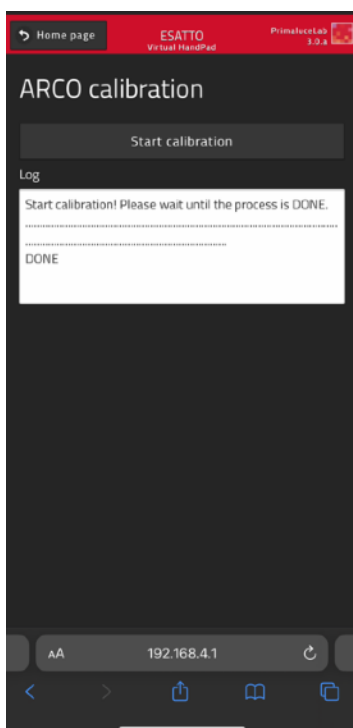 Home page
ESATTO
Virtual HandPad
PrimaluceLab
3.0.a
ARCO calibration
Start calibration
Log
Start calibration! Please wait until the process is DONE.
DONE
AA
192.168.4.1